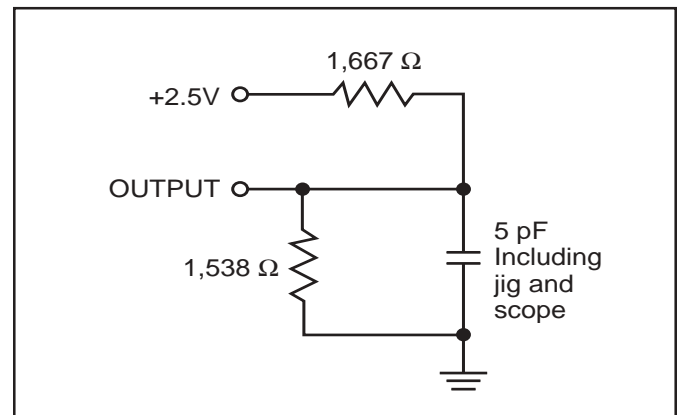 1,667 Ω
+2.5V
OUTPUT
1,538 Ω
5 pF
Including
jig and
scope